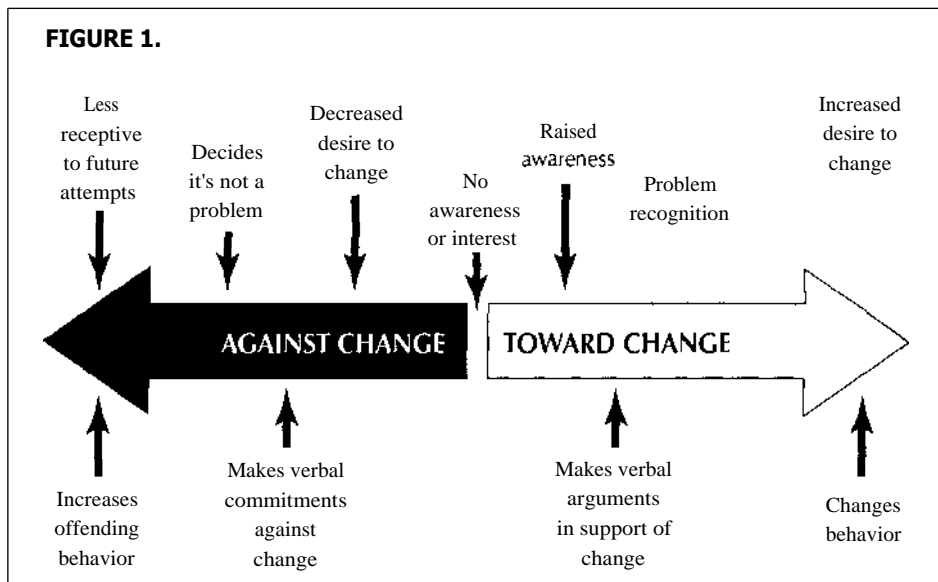 FIGURE 1.
Less
receptive
to future
attempts
Decides
it's not a
problem
Decreased
desire to
change
No
awareness
or interest
Raised
awareness
Problem
recognition
Increased
desire to
change
AGAINST CHANGE
TOWARD CHANGE
Increases
offending
behavior
Makes verbal
commitments
against
change
Makes verbal
arguments
in support of
change
Changes
behavior